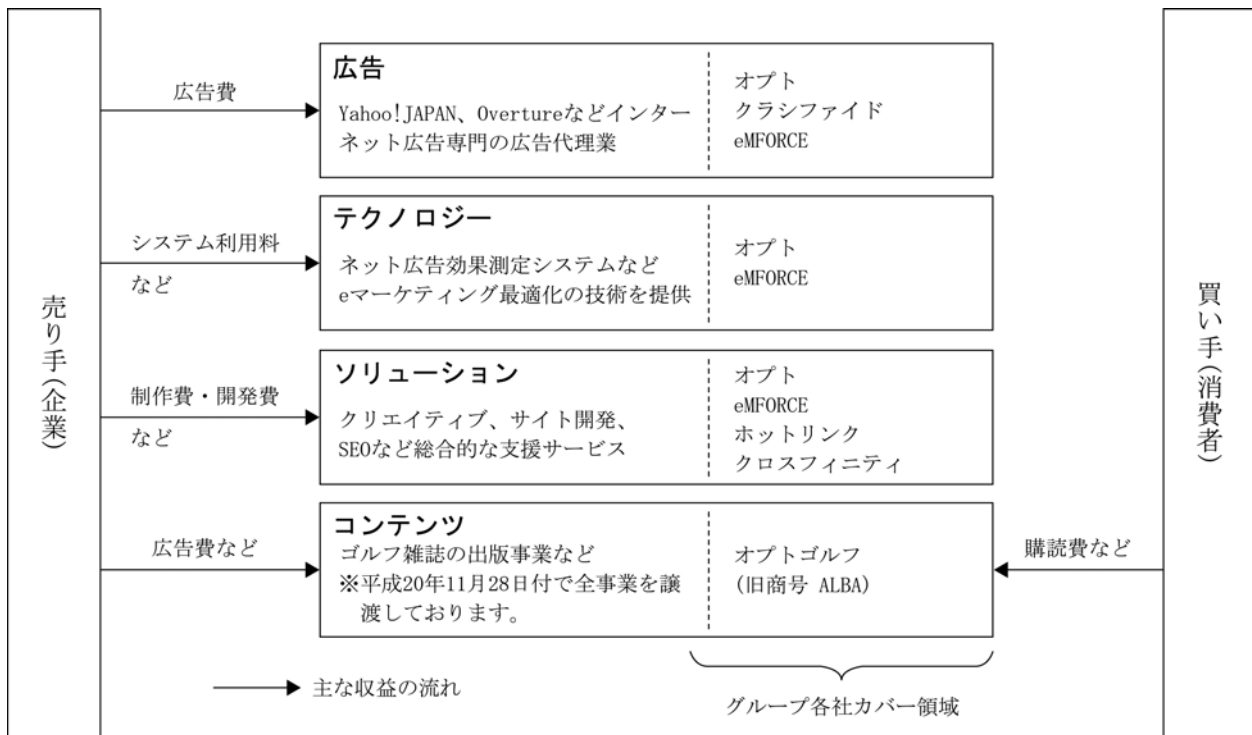 売り手(企業)
広告費
広告
Yahoo!JAPAN、Overtureなどインター
ネット広告専門の広告代理業
オプト
クラシファイド
eMFORCE
システム利用料
など
テクノロジー
ネット広告効果測定システムなど
eマーケティング最適化の技術を提供
オプト
eMFORCE
制作費・開発費
など
ソリューション
クリエイティブ、サイト開発、
SEOなど総合的な支援サービス
オプト
eMFORCE
ホットリンク
クロスフィニティ
広告費など
コンテンツ
ゴルフ雑誌の出版事業など
※平成20年11月28日付で全事業を譲
渡しております。
オプトゴルフ
(旧商号 ALBA)
購読費など
買い手(消費者)
主な収益の流れ
グループ各社カバー領域